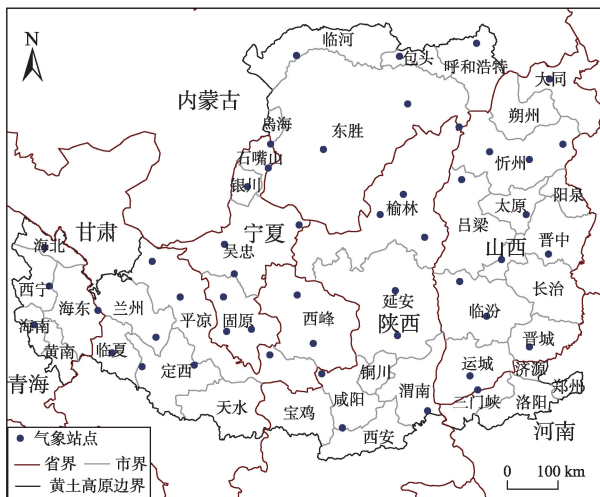 N
临河
包头
呼和浩特
大同
内蒙古
朔州
乌海
东胜
石嘴山
忻州
银川
阳泉
榆林
太原
吕梁
甘肃
宁夏
山西
海北
吴忠
晋中
西宁
海东
兰州
平凉
延安
长治
海南
固原
西峰
陕西
临汾
黄南
临夏
晋城
定西
铜川
运城
济源
青海
天水
宝鸡
咸阳
渭南
三门峡
洛阳
郑州
西安
河南
气象站点
省界 市界
黄土高原边界
0 100 km